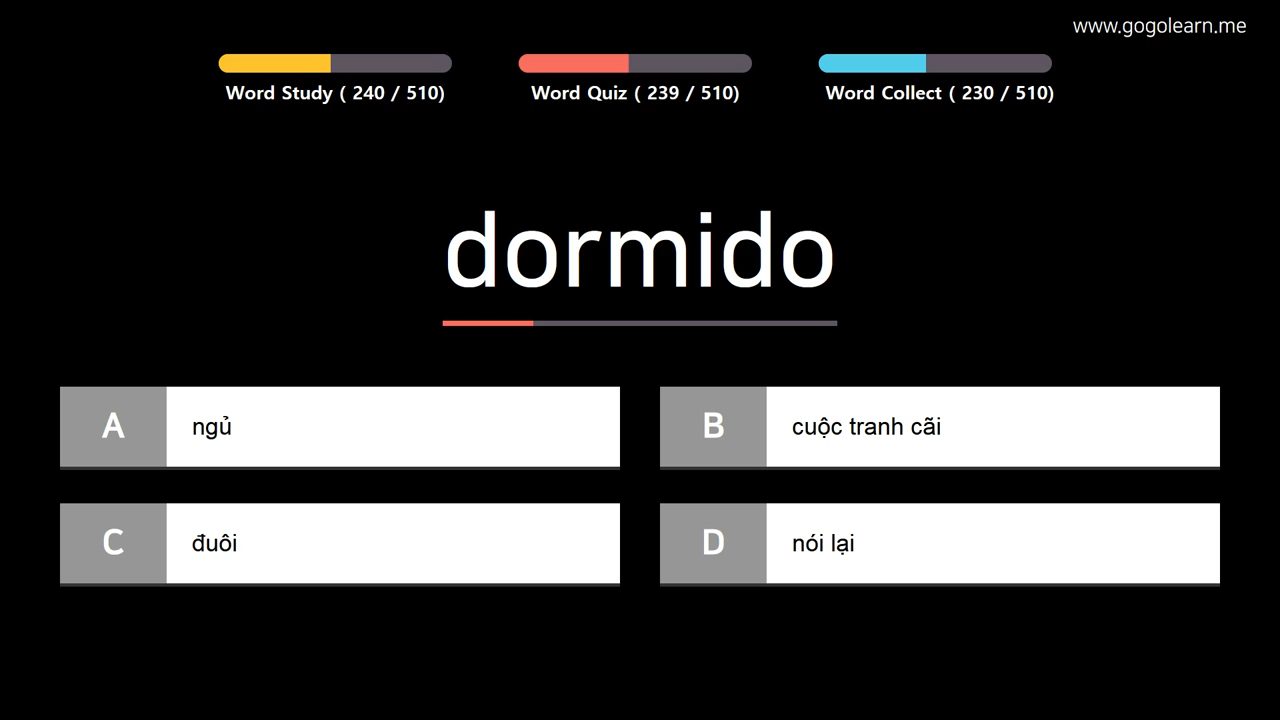 www.gogolearn.me
Word Study ( 240 / 510)
Word Quiz ( 239 / 510)
Word Collect ( 230 / 510)
dormido
A
ngủ
B
cuộc tranh cãi
C
đuôi
D
nói lại